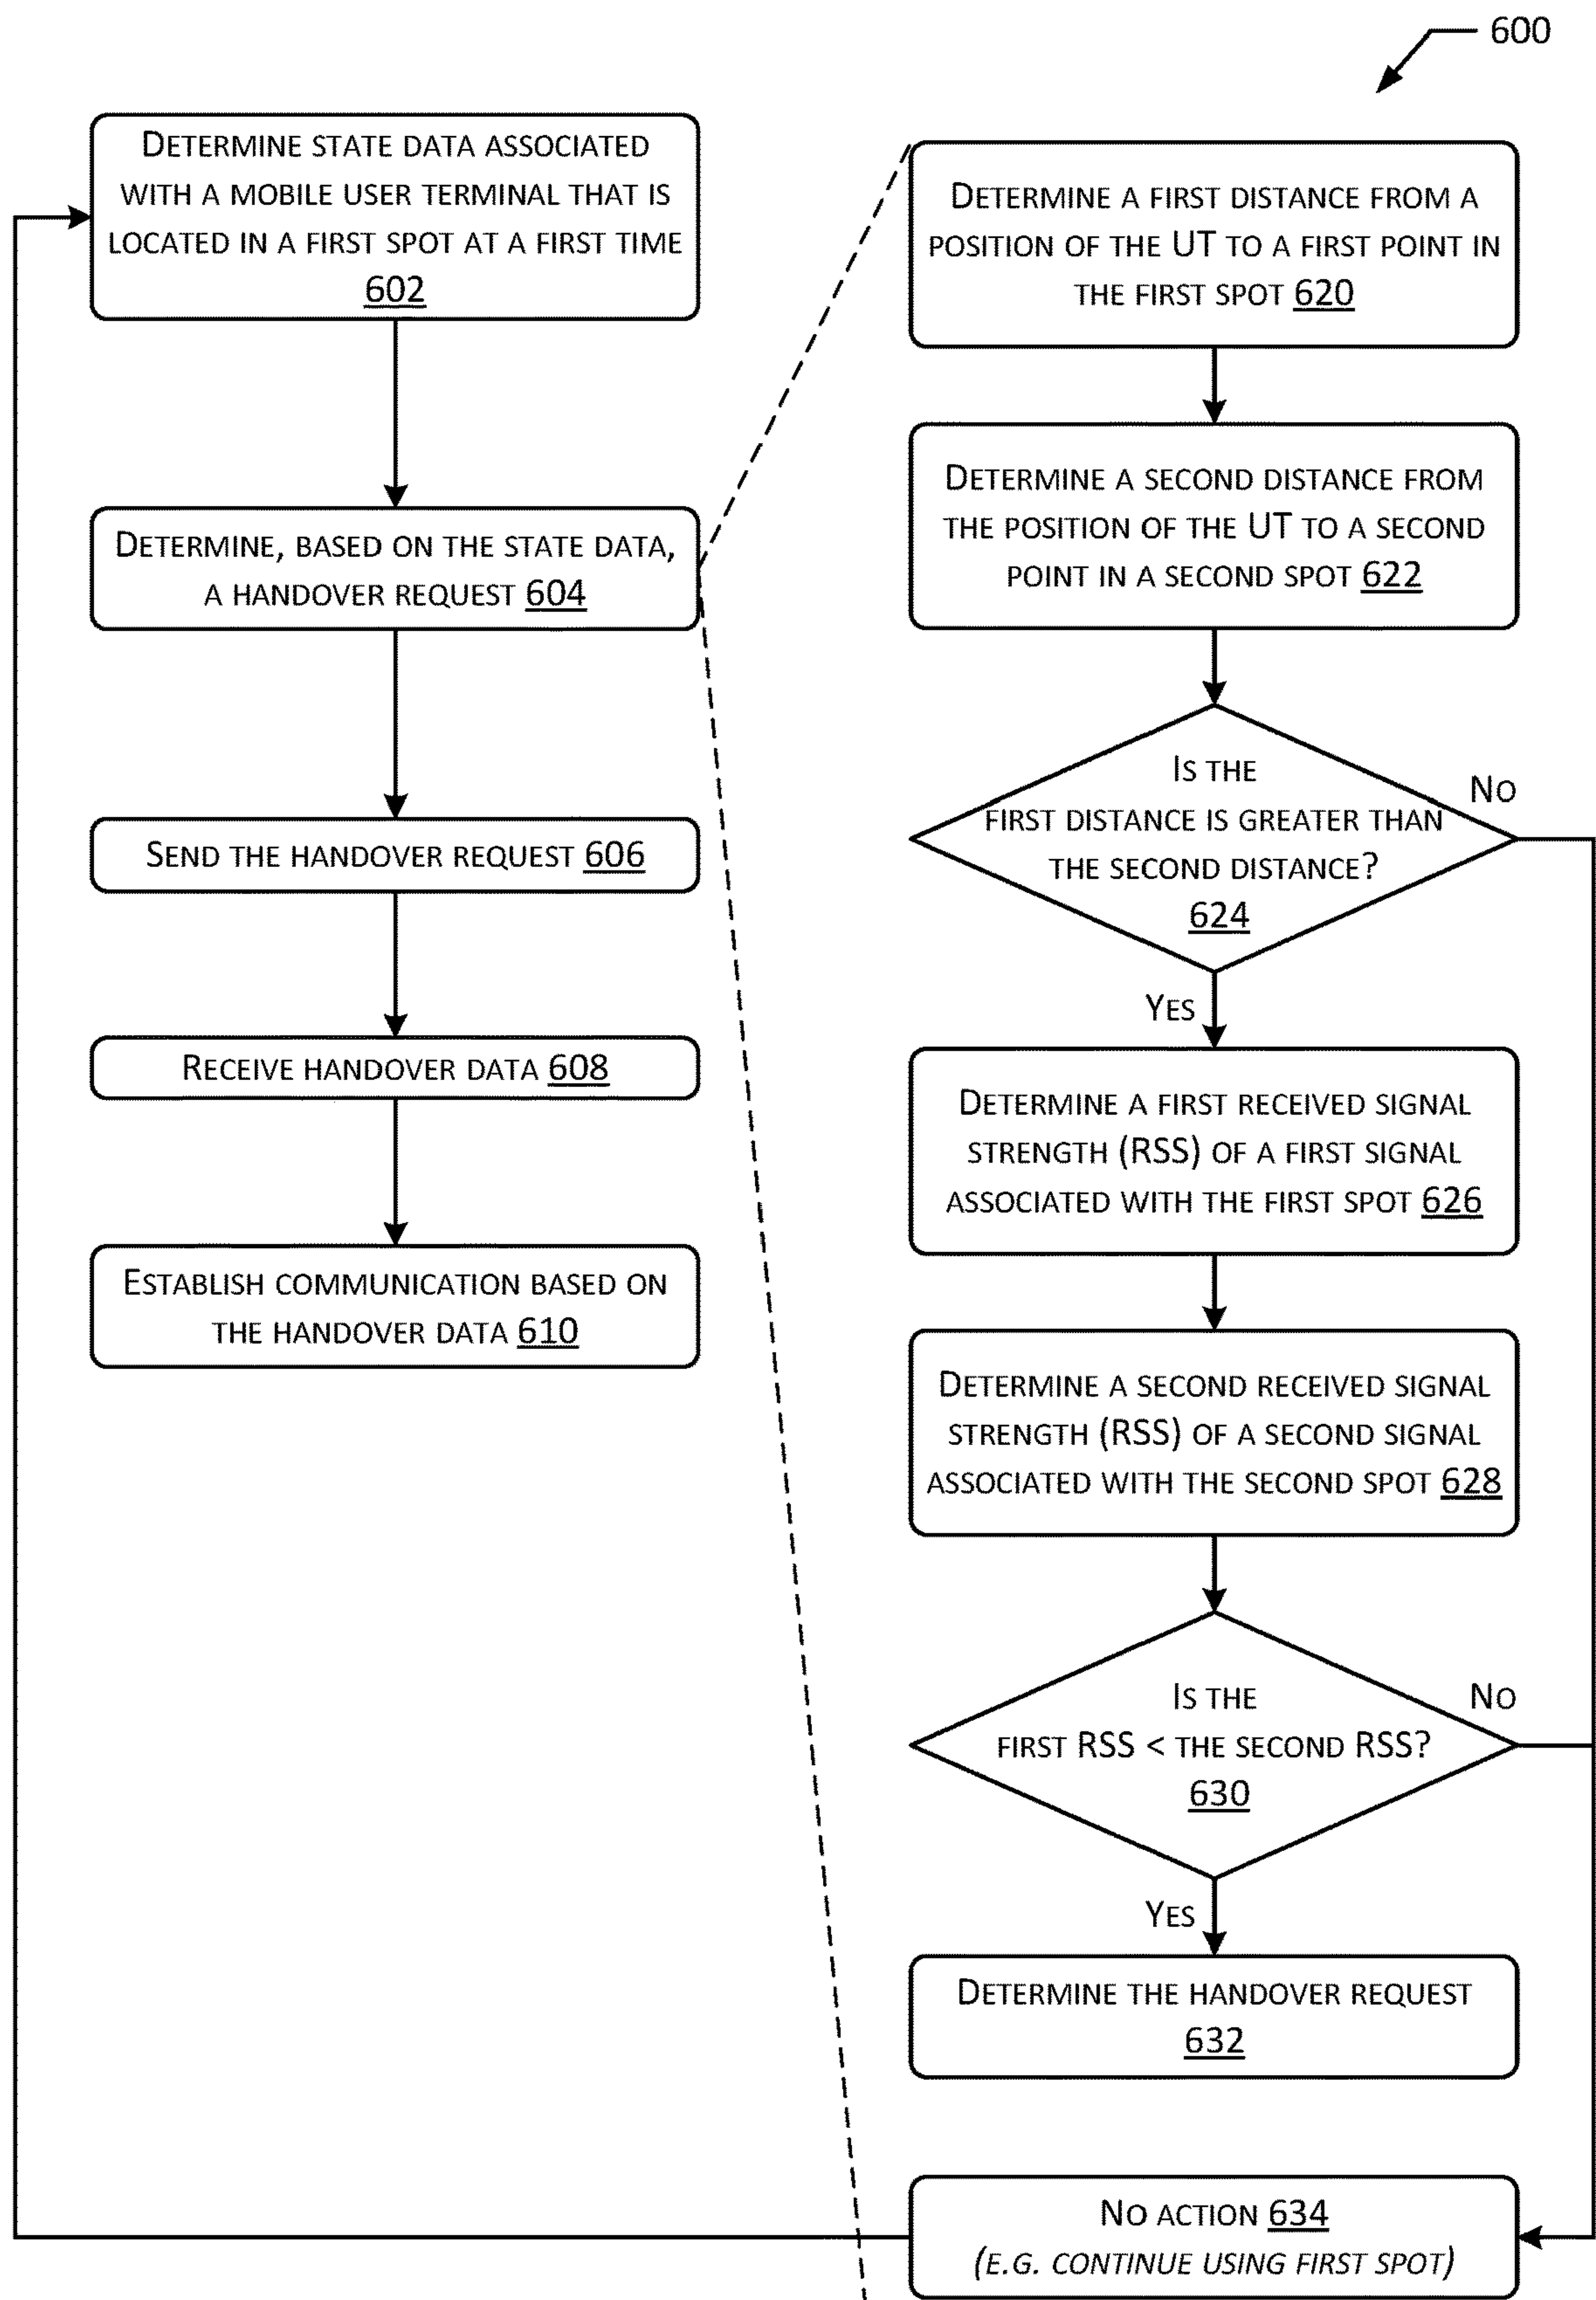 600
DETERMINE STATE DATA ASSOCIATED
WITH A MOBILE USER TERMINAL THAT IS
LOCATED IN A FIRST SPOT AT A FIRST TIME
602
DETERMINE, BASED ON THE STATE DATA,
A HANDOVER REQUEST 604
SEND THE HANDOVER REQUEST 606
RECEIVE HANDOVER DATA 608
ESTABLISH COMMUNICATION BASED ON
THE HANDOVER DATA 610
DETERMINE A FIRST DISTANCE FROM A
POSITION OF THE UT TO A FIRST POINT IN
THE FIRST SPOT 620
DETERMINE A SECOND DISTANCE FROM
THE POSITION OF THE UT TO A SECOND
POINT IN A SECOND SPOT 622
IS THE
FIRST DISTANCE IS GREATER THAN
THE SECOND DISTANCE?
624
NO
YES
DETERMINE A FIRST RECEIVED SIGNAL
STRENGTH (RSS) OF A FIRST SIGNAL
ASSOCIATED WITH THE FIRST SPOT 626
DETERMINE A SECOND RECEIVED SIGNAL
STRENGTH (RSS) OF A SECOND SIGNAL
ASSOCIATED WITH THE SECOND SPOT 628
IS THE
FIRST RSS < THE SECOND RSS?
630
NO
YES
DETERMINE THE HANDOVER REQUEST
632
NO ACTION 634
(E.G. CONTINUE USING FIRST SPOT)